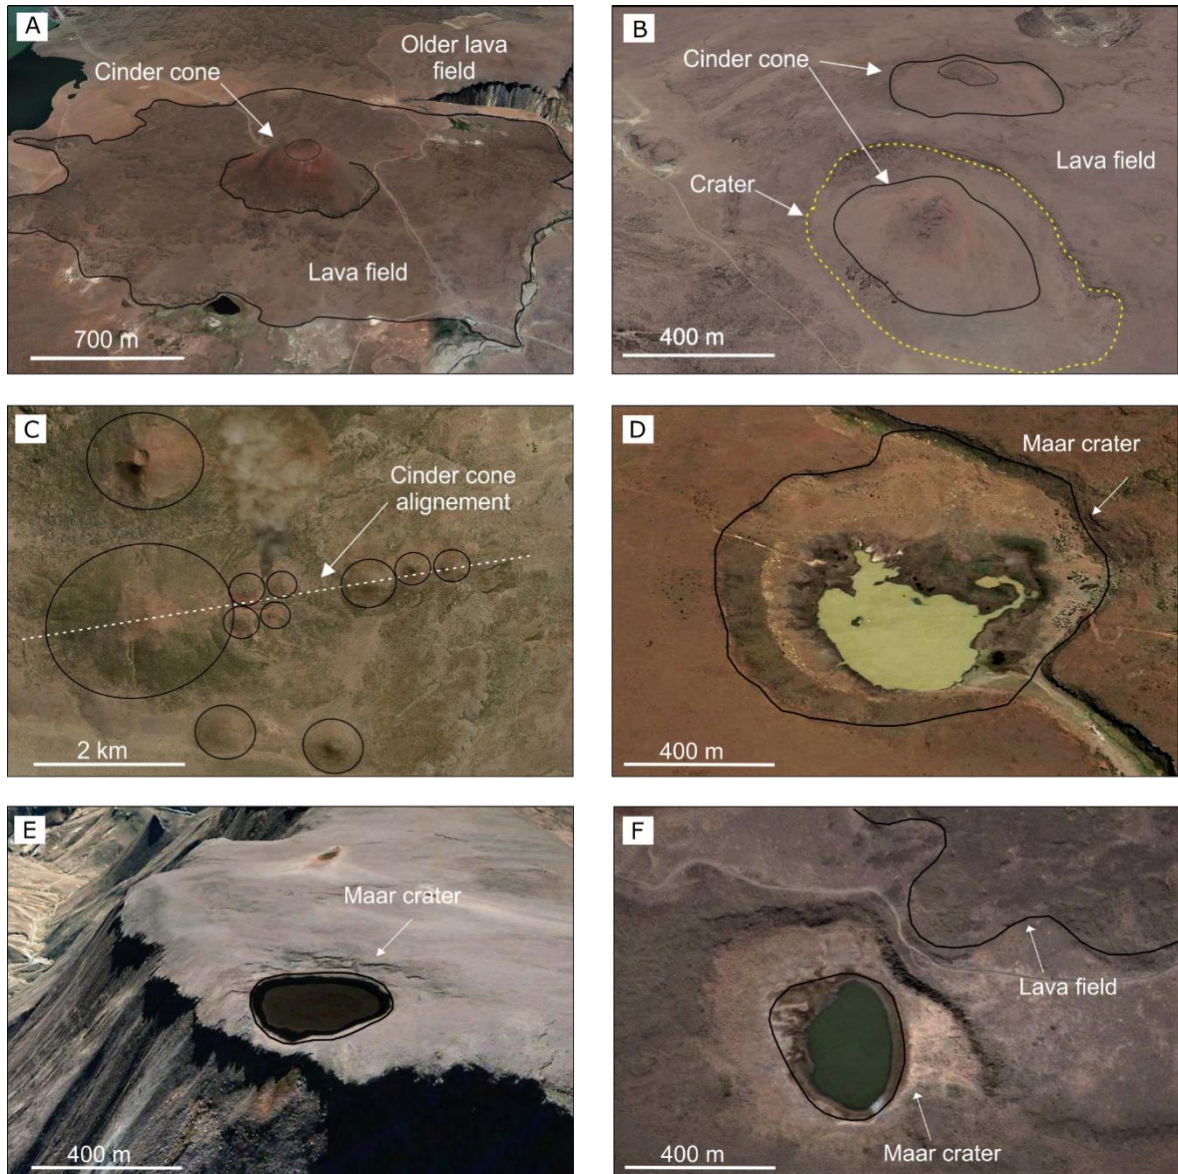 A
Older lava
field
Cinder cone
Lava field
700 m
B
Cinder cone
Lava field
Crater
400 m
C
Cinder cone
alignement
2 km
D
Maar crater
400 m
E
Maar crater
400 m
F
Lava field
Maar crater
400 m